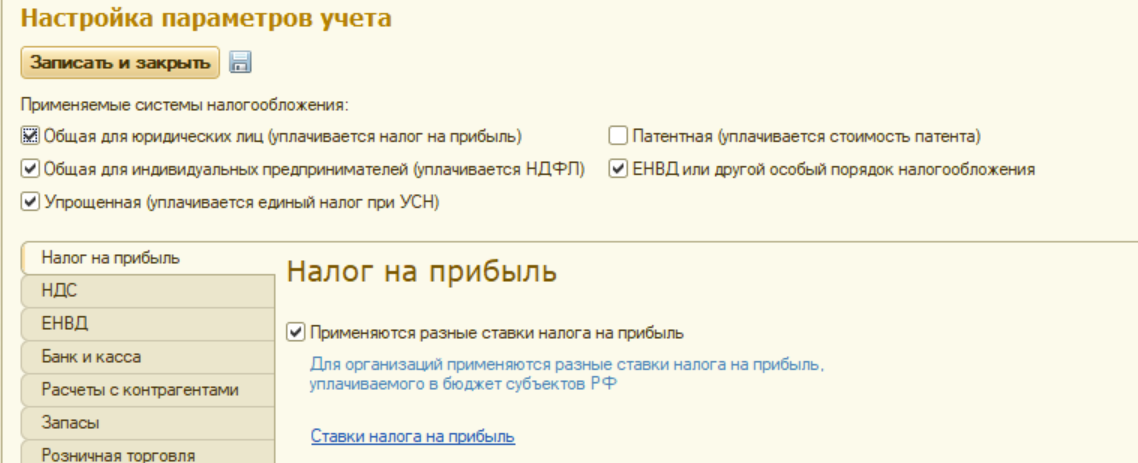 Настройка параметров учета
Записать и закрыть
Применяемые системы налогообложения:
Общая для юридических лиц (уплачивается налог на прибыль)
Патентная (уплачивается стоимость патента)
Общая для индивидуальных предпринимателей (уплачивается НДФЛ)
ЕНВД или другой особый порядок налогообложения
Упрощенная (уплачивается единый налог при УСН)
Налог на прибыль
НДС
ЕНВД
Банк и касса
Расчеты с контрагентами
Запасы
Розничная торговля
Налог на прибыль
Применяются разные ставки налога на прибыль
Для организаций применяются разные ставки налога на прибыль,
уплачиваемого в бюджет субъектов РФ
Ставки налога на прибыль